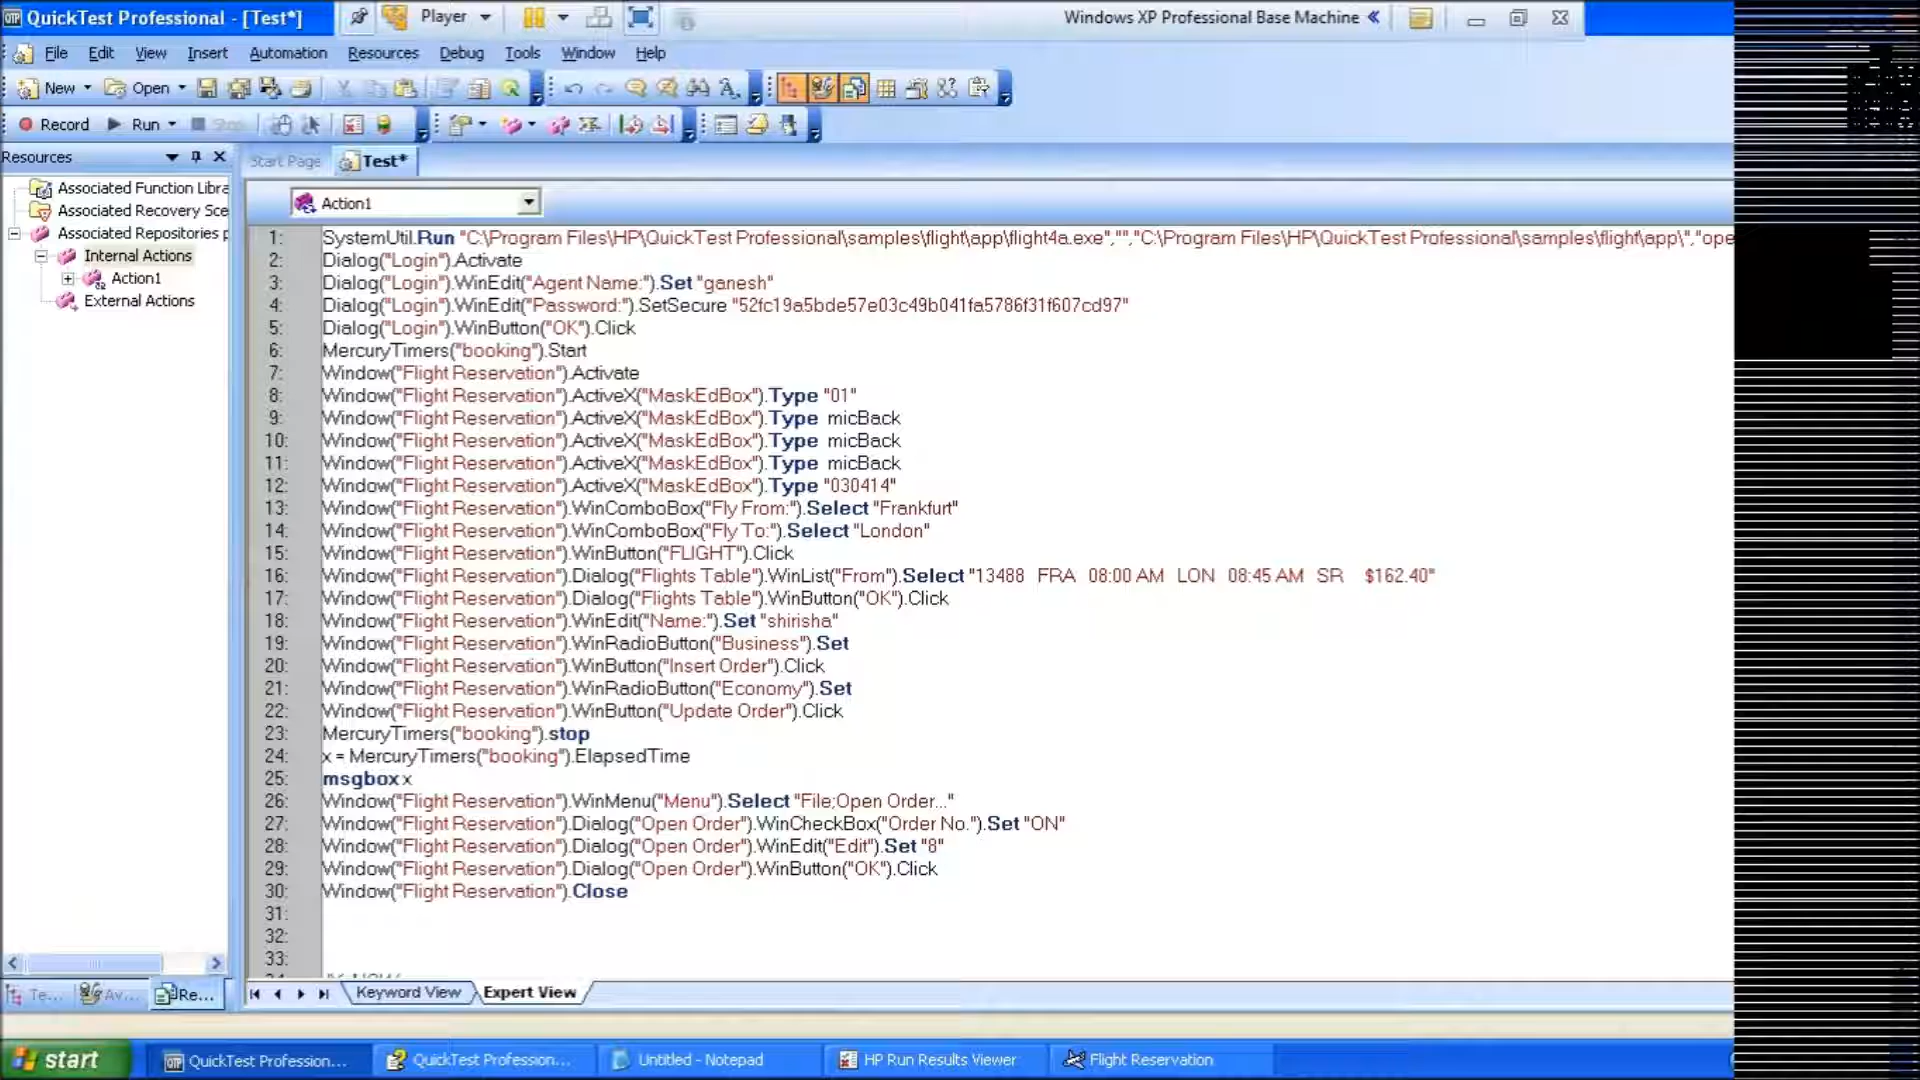 QuickTest Professional - [Test*]
Player
Windows XP Professional Base Machine
File Edit View Insert Automation Resources Debug Tools Window Help
New Open
Record Run Stop
Resources
Start Page Test*
Associated Function Libra
Associated Recovery Sce
Associated Repositories p
Internal Actions
Action1
External Actions
Action1
1: SystemUtil.Run "C:\Program Files\HP\QuickTest Professional\samples\flight\app\flight4a.exe","","C:\Program Files\HP\QuickTest Professional\samples\flight\app\","ope
2: Dialog("Login").Activate
3: Dialog("Login").WinEdit("Agent Name:").Set "ganesh"
4: Dialog("Login").WinEdit("Password:").SetSecure "52fc19a5bde57e03c49b041fa5786f31f607cd97"
5: Dialog("Login").WinButton("OK").Click
6: MercuryTimers("booking").Start
7: Window("Flight Reservation").Activate
8: Window("Flight Reservation").ActiveX("MaskEdBox").Type "01"
9: Window("Flight Reservation").ActiveX("MaskEdBox").Type micBack
10: Window("Flight Reservation").ActiveX("MaskEdBox").Type micBack
11: Window("Flight Reservation").ActiveX("MaskEdBox").Type micBack
12: Window("Flight Reservation").ActiveX("MaskEdBox").Type "030414"
13: Window("Flight Reservation").WinComboBox("Fly From:").Select "Frankfurt"
14: Window("Flight Reservation").WinComboBox("Fly To:").Select "London"
15: Window("Flight Reservation").WinButton("FLIGHT").Click
16: Window("Flight Reservation").Dialog("Flights Table").WinList("From").Select "13488 FRA 08:00 AM LON 08:45 AM SR $162.40"
17: Window("Flight Reservation").Dialog("Flights Table").WinButton("OK").Click
18: Window("Flight Reservation").WinEdit("Name:").Set "shirisha"
19: Window("Flight Reservation").WinRadioButton("Business").Set
20: Window("Flight Reservation").WinButton("Insert Order").Click
21: Window("Flight Reservation").WinRadioButton("Economy").Set
22: Window("Flight Reservation").WinButton("Update Order").Click
23: MercuryTimers("booking").stop
24: x = MercuryTimers("booking").ElapsedTime
25: msgbox x
26: Window("Flight Reservation").WinMenu("Menu").Select "File;Open Order..."
27: Window("Flight Reservation").Dialog("Open Order").WinCheckBox("Order No.").Set "ON"
28: Window("Flight Reservation").Dialog("Open Order").WinEdit("Edit").Set "8"
29: Window("Flight Reservation").Dialog("Open Order").WinButton("OK").Click
30: Window("Flight Reservation").Close
31:
32:
33:
Te... Av... Re...
Keyword View Expert View
start QuickTest Profession... QuickTest Profession... Untitled - Notepad HP Run Results Viewer Flight Reservation